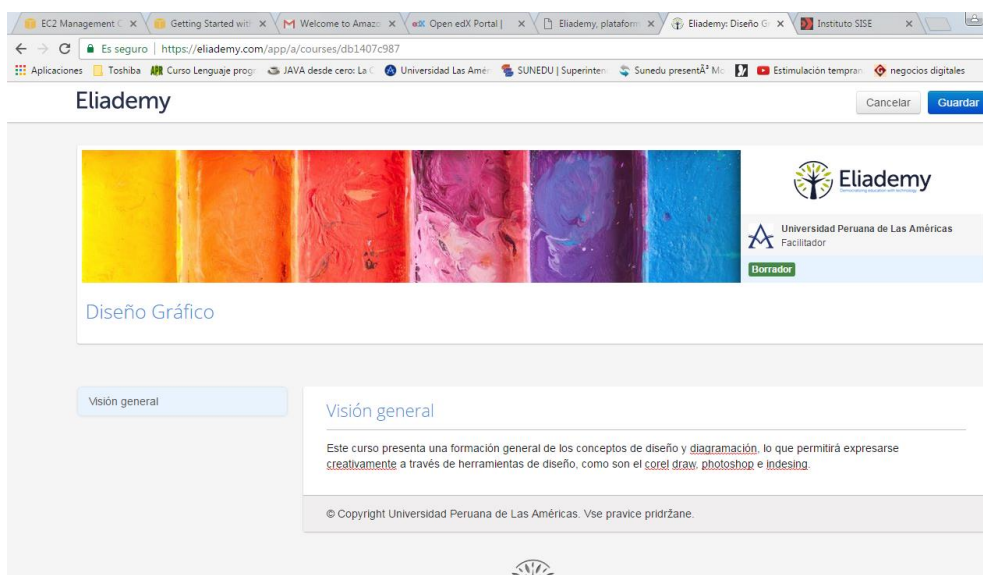 EC2 Management C
Getting Started with
Welcome to Amazo
Open edX Portal |
Eliademy, plataform
Eliademy: Diseño Gr
Instituto SISE
Es seguro | https://eliademy.com/app/a/courses/db1407c987
Aplicaciones Toshiba Curso Lenguaje progr JAVA desde cero: La C Universidad Las Amér SUNEDU | Superinten Sunedu presentÃ³ Mo Estimulación tempran negocios digitales
Eliademy
Cancelar Guardar
Eliademy
Universidad Peruana de Las Américas
Facilitador
Borrador
Diseño Gráfico
Visión general
Visión general
Este curso presenta una formación general de los conceptos de diseño y diagramación, lo que permitirá expresarse
creativamente a través de herramientas de diseño, como son el corel draw, photoshop e indesing.
© Copyright Universidad Peruana de Las Américas. Vse pravice pridržane.